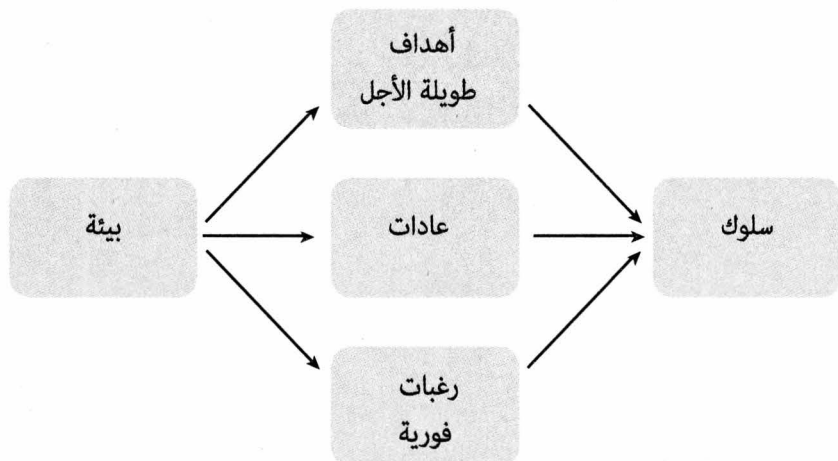 أهداف
طويلة الأجل
بيئة
عادات
سلوك
رغبات
فورية